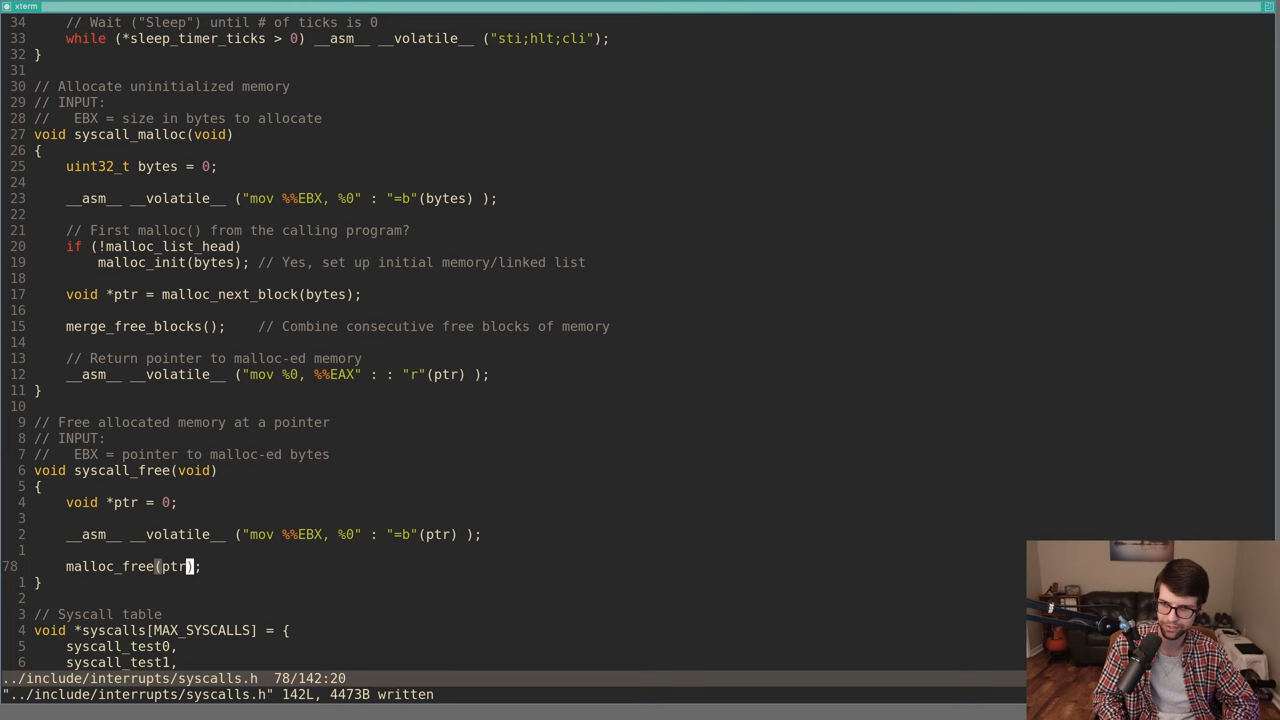 xterm
34     // Wait ("Sleep") until # of ticks is 0
33     while (*sleep_timer_ticks > 0) __asm__ __volatile__ ("sti;hlt;cli");
32 }
31
30 // Allocate uninitialized memory
29 // INPUT:
28 //   EBX = size in bytes to allocate
27 void syscall_malloc(void)
26 {
25     uint32_t bytes = 0;
24
23     __asm__ __volatile__ ("mov %%EBX, %0" : "=b"(bytes) );
22
21     // First malloc() from the calling program?
20     if (!malloc_list_head)
19         malloc_init(bytes); // Yes, set up initial memory/linked list
18
17     void *ptr = malloc_next_block(bytes);
16
15     merge_free_blocks();    // Combine consecutive free blocks of memory
14
13     // Return pointer to malloc-ed memory
12     __asm__ __volatile__ ("mov %0, %%EAX" : : "r"(ptr) );
11 }
10
9 // Free allocated memory at a pointer
8 // INPUT:
7 //   EBX = pointer to malloc-ed bytes
6 void syscall_free(void)
5 {
4     void *ptr = 0;
3
2     __asm__ __volatile__ ("mov %%EBX, %0" : "=b"(ptr) );
1
78     malloc_free(ptr);
1 }
2
3 // Syscall table
4 void *syscalls[MAX_SYSCALLS] = {
5     syscall_test0,
6     syscall_test1,
../include/interrupts/syscalls.h  78/142:20
"../include/interrupts/syscalls.h" 142L, 4473B written